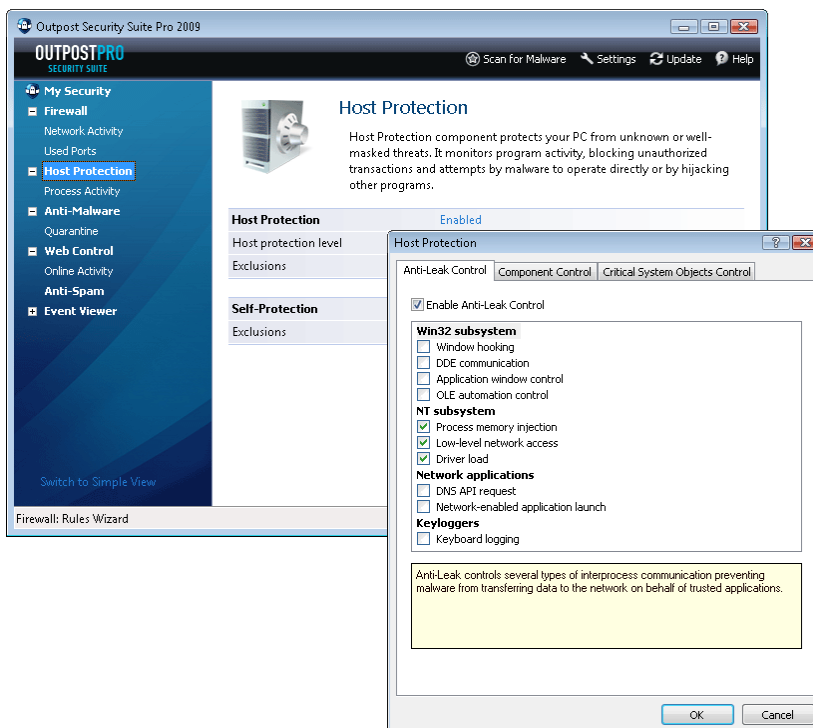 Outpost Security Suite Pro 2009
OUTPOSTPRO
SECURITY SUITE
Scan for Malware Settings Update Help
My Security
Firewall
Network Activity
Used Ports
Host Protection
Process Activity
Anti-Malware
Quarantine
Web Control
Online Activity
Anti-Spam
Event Viewer
Switch to Simple View
Firewall: Rules Wizard
Host Protection
Host Protection component protects your PC from unknown or well-
masked threats. It monitors program activity, blocking unauthorized
transactions and attempts by malware to operate directly or by hijacking
other programs.
Host Protection Enabled
Host protection level
Exclusions
Self-Protection
Exclusions
Host Protection
Anti-Leak Control Component Control Critical System Objects Control
Enable Anti-Leak Control
Win32 subsystem
Window hooking
DDE communication
Application window control
OLE automation control
NT subsystem
Process memory injection
Low-level network access
Driver load
Network applications
DNS API request
Network-enabled application launch
Keyloggers
Keyboard logging
Anti-Leak controls several types of interprocess communication preventing
malware from transferring data to the network on behalf of trusted applications.
OK Cancel